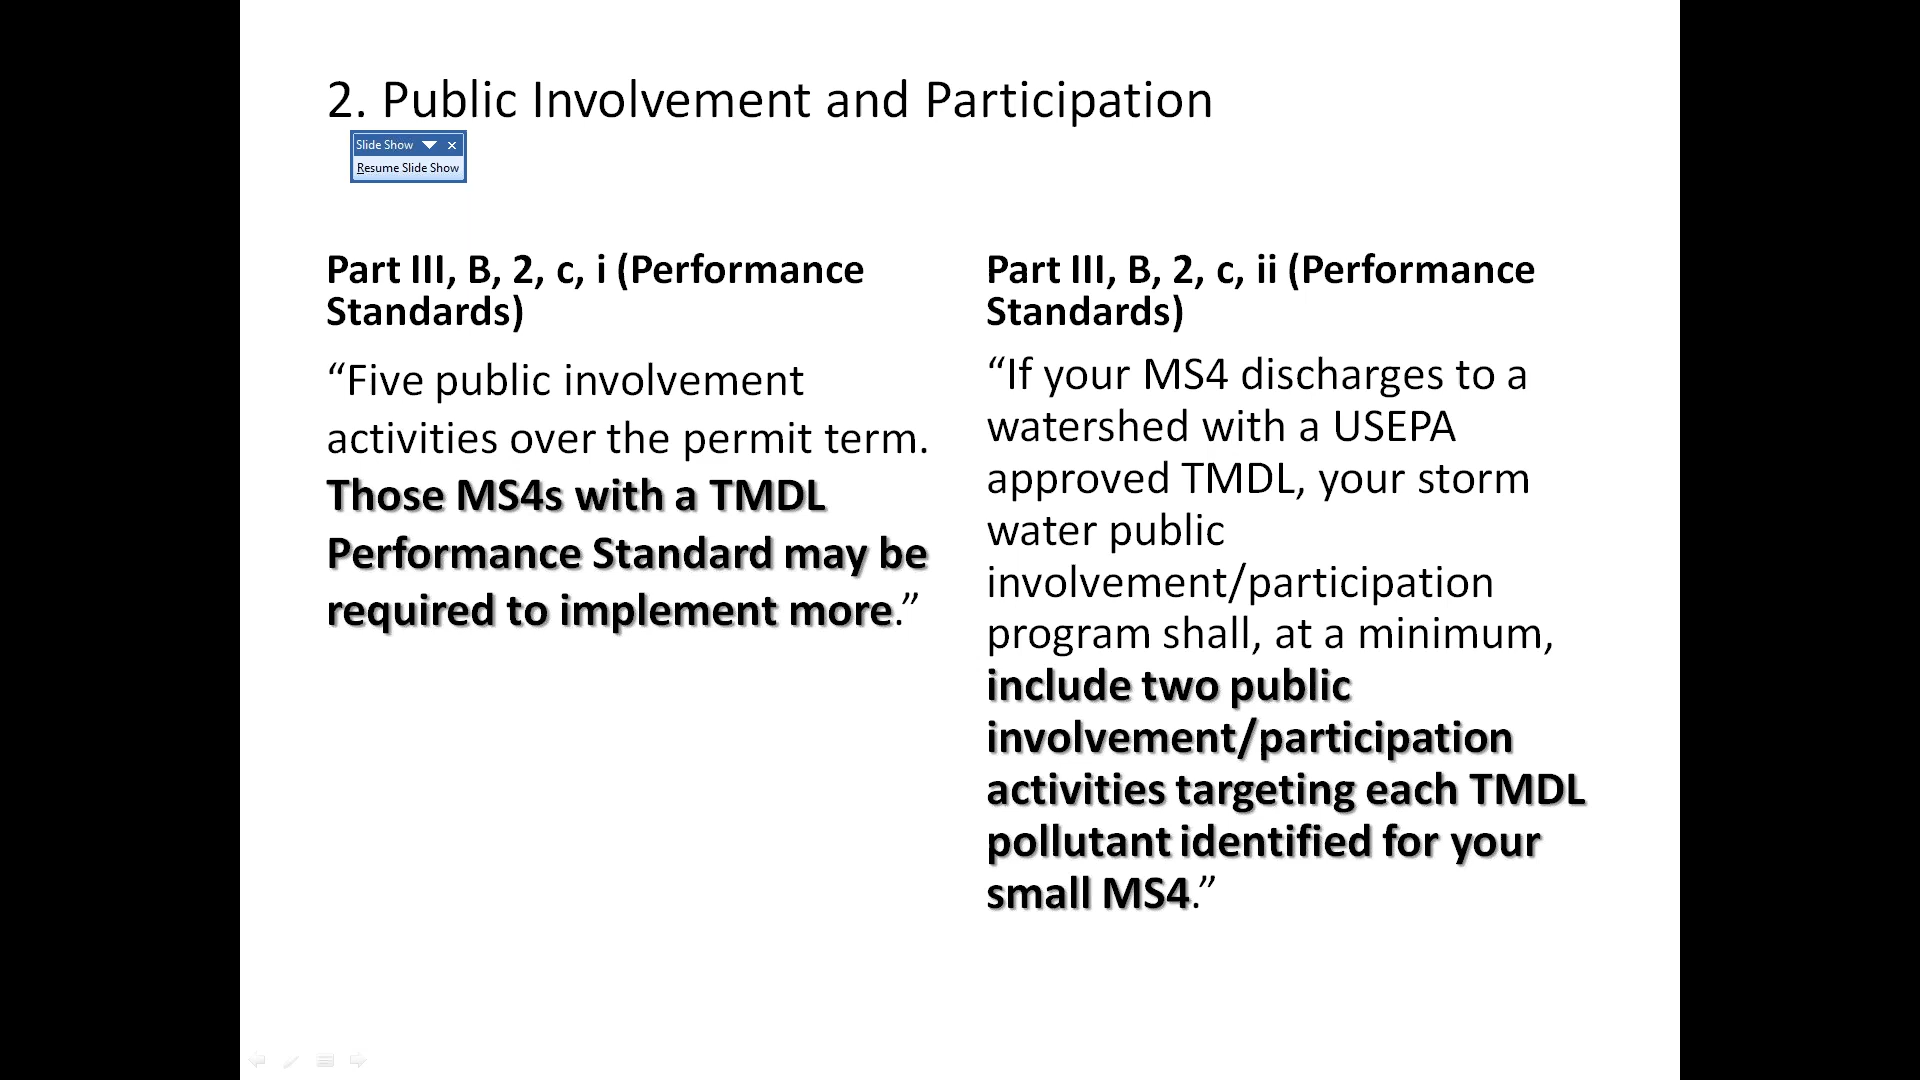 2. Public Involvement and Participation
Slide Show
Resume Slide Show
Part III, B, 2, c, i (Performance
Standards)
“Five public involvement
activities over the permit term.
Those MS4s with a TMDL
Performance Standard may be
required to implement more.”
Part III, B, 2, c, ii (Performance
Standards)
“If your MS4 discharges to a
watershed with a USEPA
approved TMDL, your storm
water public
involvement/participation
program shall, at a minimum,
include two public
involvement/participation
activities targeting each TMDL
pollutant identified for your
small MS4.”